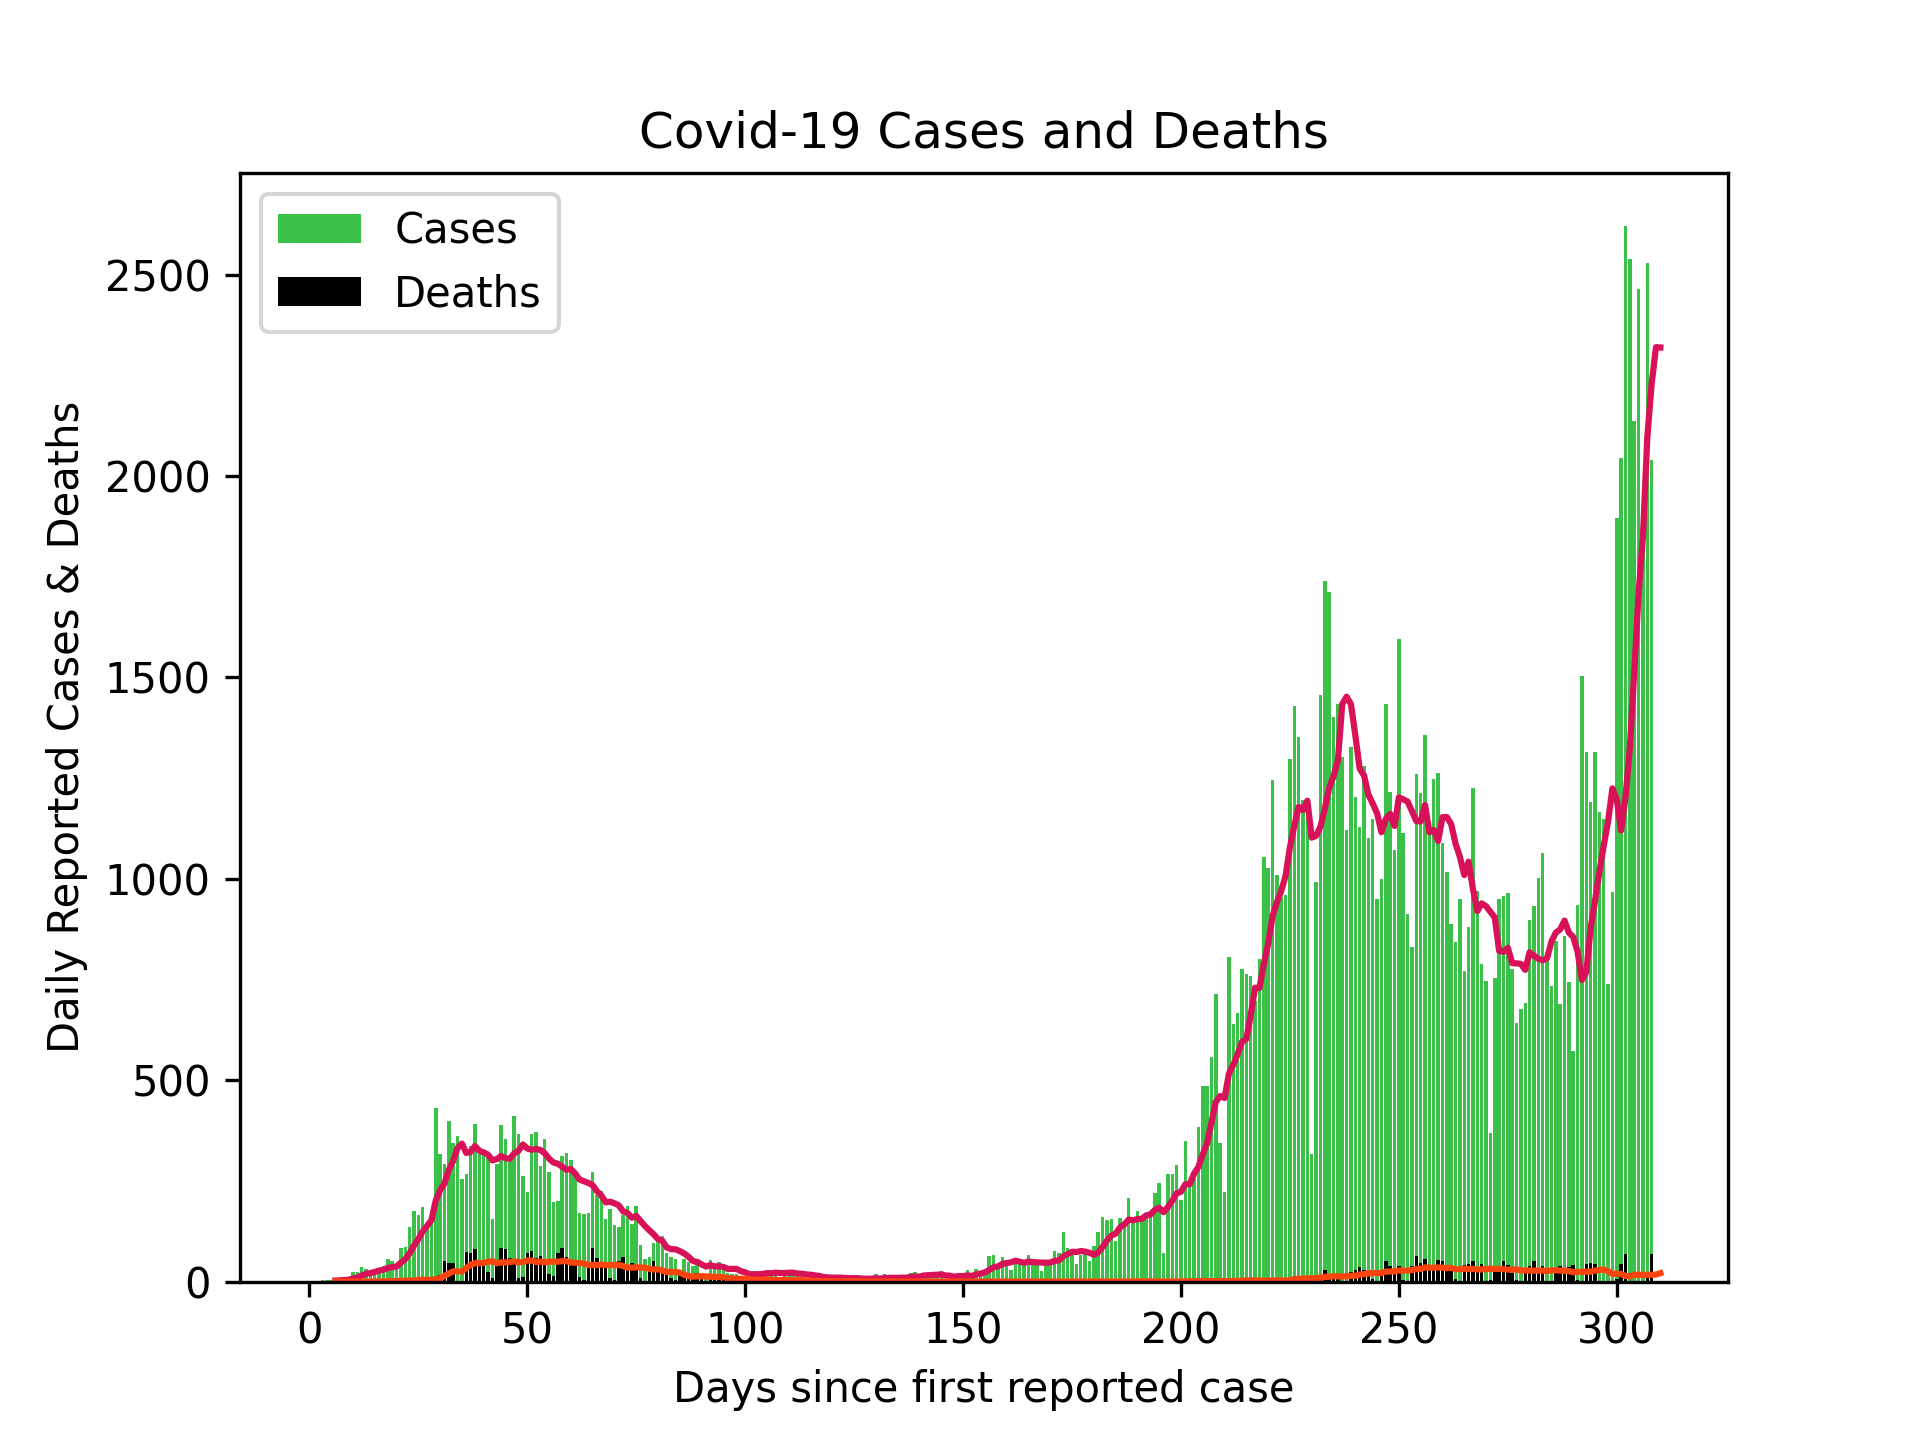 Covid-19 Cases and Deaths
Cases
Deaths
Daily Reported Cases & Deaths
2500
2000
1500
1000
500
0
0 50 100 150 200 250 300
Days since first reported case